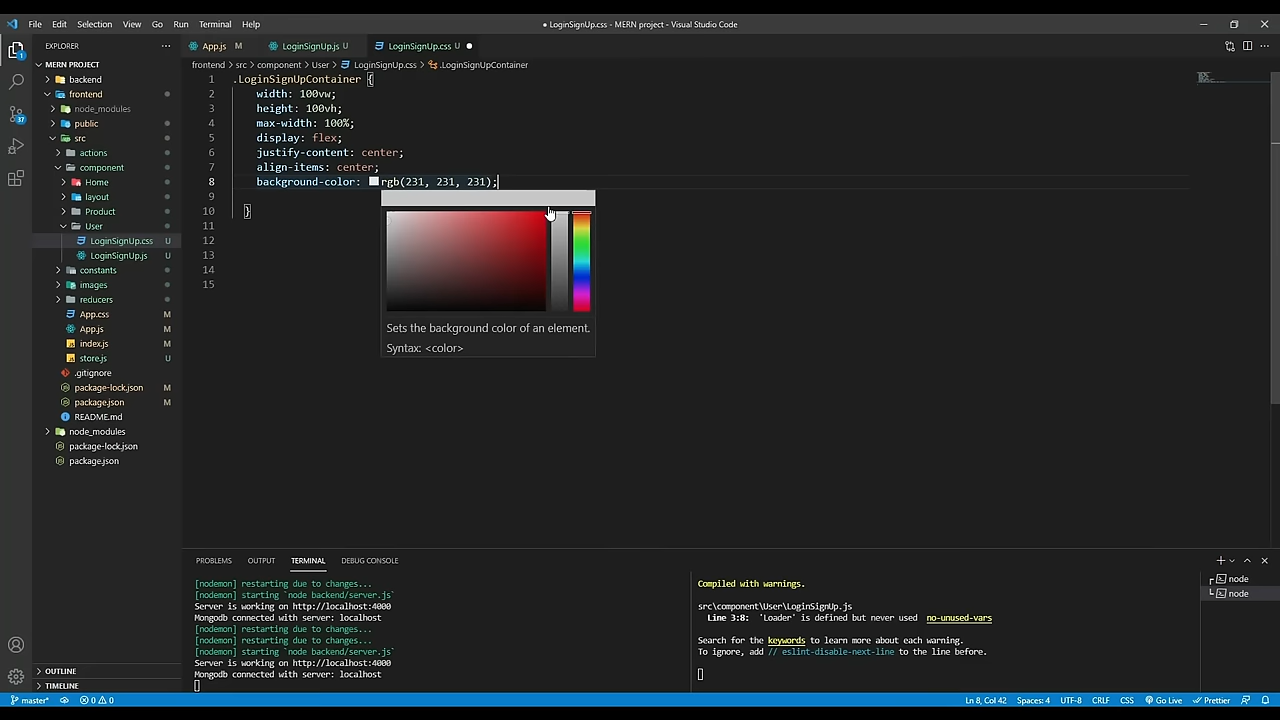 File Edit Selection View Go Run Terminal Help
● LoginSignUp.css - MERN project - Visual Studio Code
EXPLORER
App.js M
LoginSignUp.js U
LoginSignUp.css U ●
MERN PROJECT
backend
frontend
node_modules
public
src
actions
component
Home
layout
Product
User
LoginSignUp.css U
LoginSignUp.js U
constants
images
reducers
App.css M
App.js M
index.js M
store.js U
.gitignore
package-lock.json M
package.json M
README.md
node_modules
package-lock.json
package.json
OUTLINE
TIMELINE
frontend > src > component > User > LoginSignUp.css > .LoginSignUpContainer
1 .LoginSignUpContainer {
2 width: 100vw;
3 height: 100vh;
4 max-width: 100%;
5 display: flex;
6 justify-content: center;
7 align-items: center;
8 background-color: rgb(231, 231, 231);
9
10 }
11
12
13
14
15
Sets the background color of an element.
Syntax: <color>
PROBLEMS OUTPUT TERMINAL DEBUG CONSOLE
[nodemon] restarting due to changes...
[nodemon] starting `node backend/server.js`
Server is working on http://localhost:4000
Mongodb connected with server: localhost
[nodemon] restarting due to changes...
[nodemon] restarting due to changes...
[nodemon] starting `node backend/server.js`
Server is working on http://localhost:4000
Mongodb connected with server: localhost
Compiled with warnings.
src\component\User\LoginSignUp.js
Line 3:8: 'Loader' is defined but never used no-unused-vars
Search for the keywords to learn more about each warning.
To ignore, add // eslint-disable-next-line to the line before.
node
node
1
37
master* 0 0
Ln 8, Col 42 Spaces: 4 UTF-8 CRLF CSS Go Live Prettier